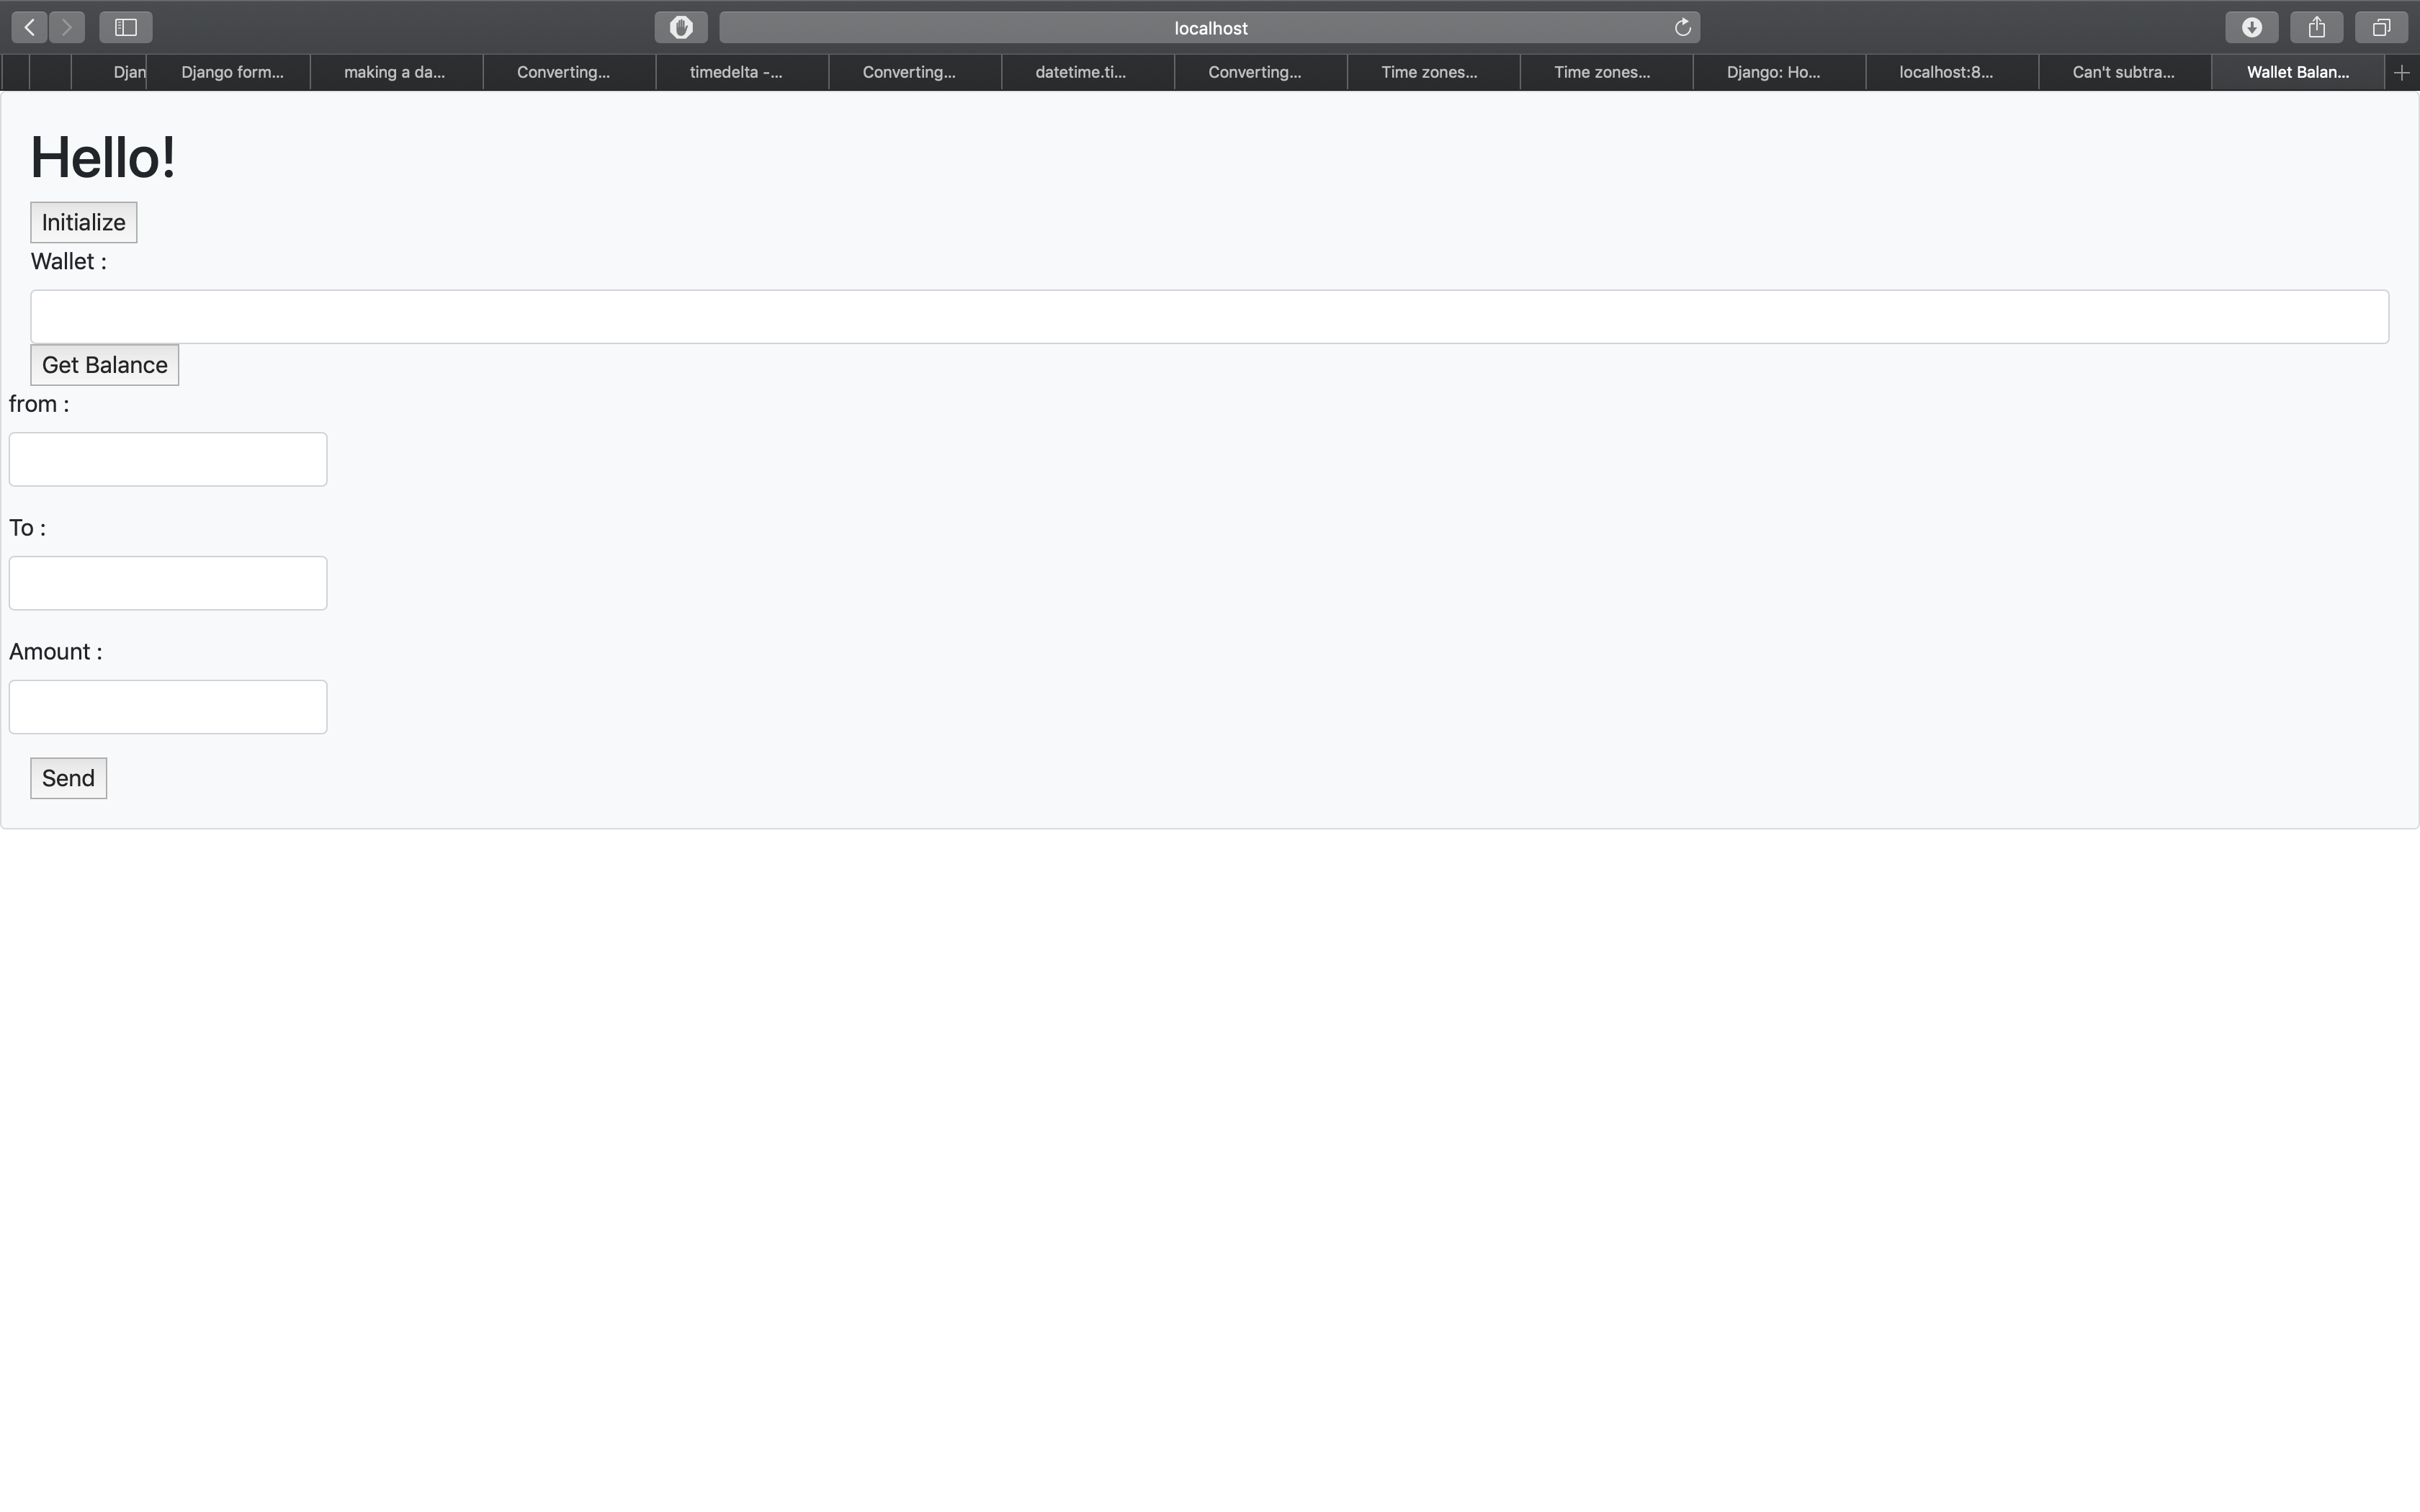 localhost
Djan
Django form...
making a da...
Converting...
timedelta -...
Converting...
datetime.ti...
Converting...
Time zones...
Time zones...
Django: Ho...
localhost:8...
Can't subtra...
Wallet Balan...
Hello!
Initialize
Wallet :
Get Balance
from :
To :
Amount :
Send